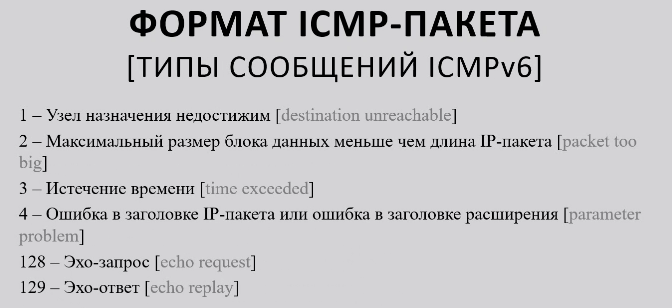 ФОРМАТ ICMP-ПАКЕТА
[ТИПЫ СООБЩЕНИЙ ICMPv6]
1 – Узел назначения недостижим [destination unreachable]
2 – Максимальный размер блока данных меньше чем длина IP-пакета [packet too
big]
3 – Истечение времени [time exceeded]
4 – Ошибка в заголовке IP-пакета или ошибка в заголовке расширения [parameter
problem]
128 – Эхо-запрос [echo request]
129 – Эхо-ответ [echo replay]